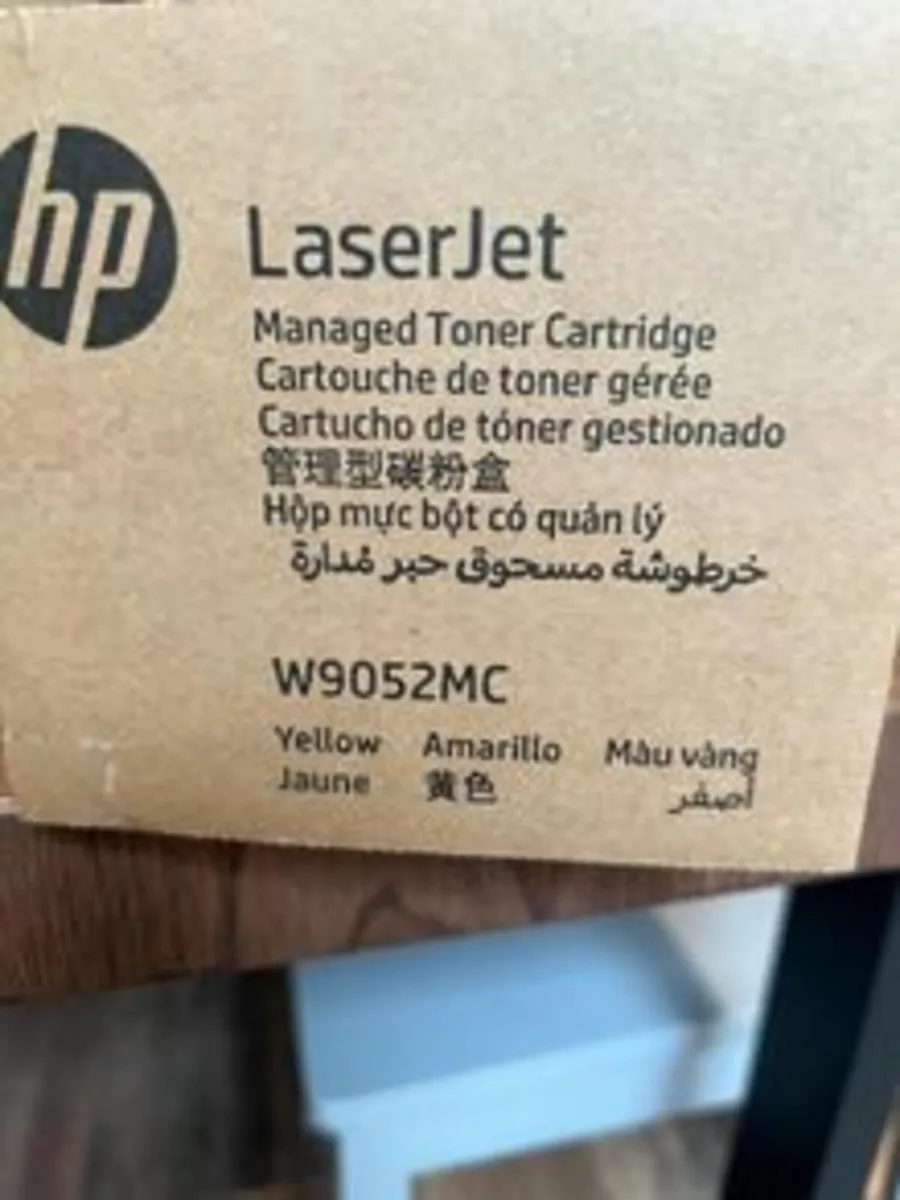 hp
LaserJet
Managed Toner Cartridge
Cartouche de toner gérée
Cartucho de tóner gestionado
管理型碳粉盒
Hộp mực bột có quản lý
خرطوشة مسحوق حبر مُدارة
W9052MC
Yellow Amarillo Màu vàng
Jaune 黄色 أصفر